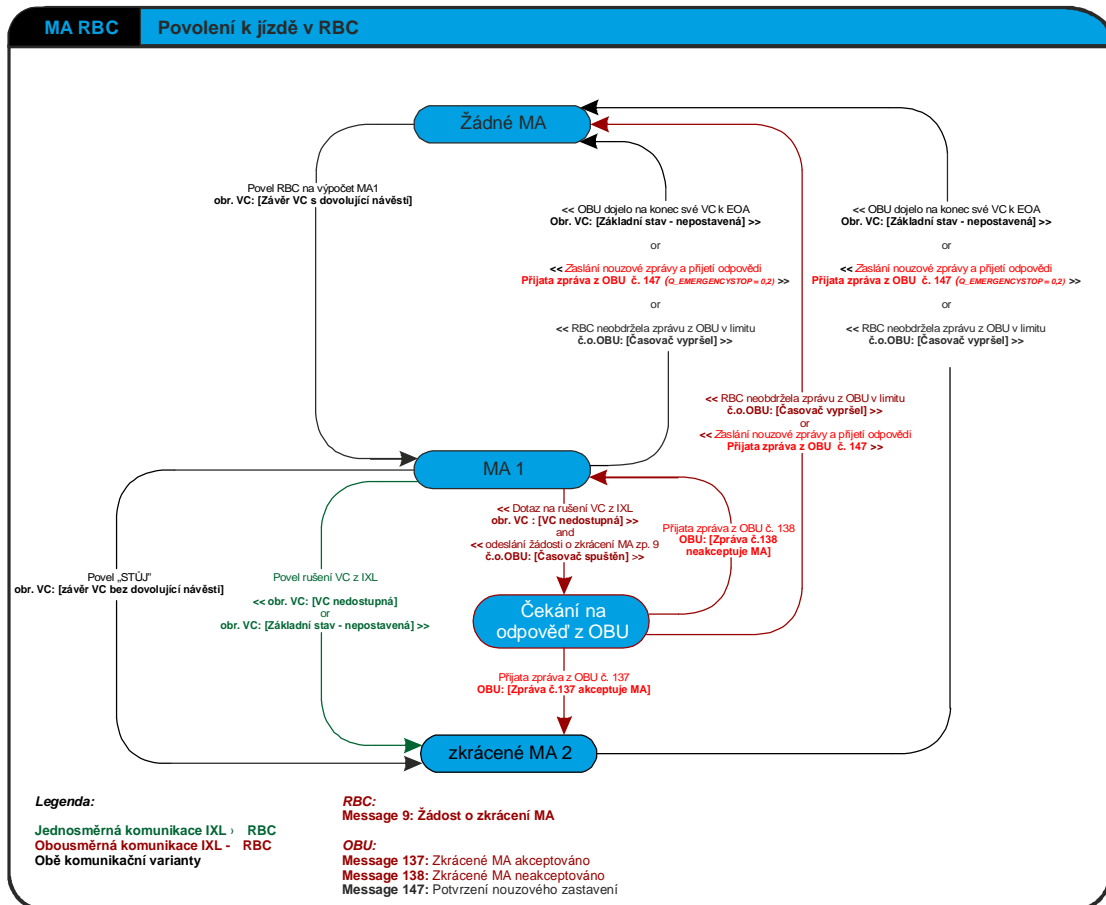 MA RBC
Povolení k jízdě v RBC
Žádné MA
Povel RBC na výpočet MA1
obr. VC: [Závěr VC s dovolující návěstí]
<< OBU dojelo na konec své VC k EOA
Obr. VC: [Základní stav - nepostavená] >>
or
<< Zaslání nouzové zprávy a přijetí odpovědi
Přijata zpráva z OBU č. 147 (Q_EMERGENCYSTOP = 0,2) >>
or
<< RBC neobdržela zprávu z OBU v limitu
č.o.OBU: [Časovač vypršel] >>
<< OBU dojelo na konec své VC k EOA
Obr. VC: [Základní stav - nepostavená] >>
or
<< Zaslání nouzové zprávy a přijetí odpovědi
Přijata zpráva z OBU č. 147 (Q_EMERGENCYSTOP = 0,2) >>
or
<< RBC neobdržela zprávu z OBU v limitu
č.o.OBU: [Časovač vypršel] >>
<< RBC neobdržela zprávu z OBU v limitu
č.o.OBU: [Časovač vypršel] >>
or
<< Zaslání nouzové zprávy a přijetí odpovědi
Přijata zpráva z OBU č. 147 >>
MA 1
<< Dotaz na rušení VC z IXL
obr. VC : [VC nedostupná] >>
and
<< odeslání žádosti o zkrácení MA zp. 9
č.o.OBU: [Časovač spuštěn] >>
Přijata zpráva z OBU č. 138
OBU: [Zpráva č.138
neakceptuje MA]
Povel „STŮJ”
obr. VC: [závěr VC bez dovolující návěstí]
Povel rušení VC z IXL
<< obr. VC: [VC nedostupná]
or
obr. VC: [Základní stav - nepostavená] >>
Čekání na
odpověď z OBU
Přijata zpráva z OBU č. 137
OBU: [Zpráva č.137 akceptuje MA]
zkrácené MA 2
Legenda:
Jednosměrná komunikace IXL › RBC
Obousměrná komunikace IXL - RBC
Obě komunikační varianty
RBC:
Message 9: Žádost o zkrácení MA
OBU:
Message 137: Zkrácené MA akceptováno
Message 138: Zkrácené MA neakceptováno
Message 147: Potvrzení nouzového zastavení